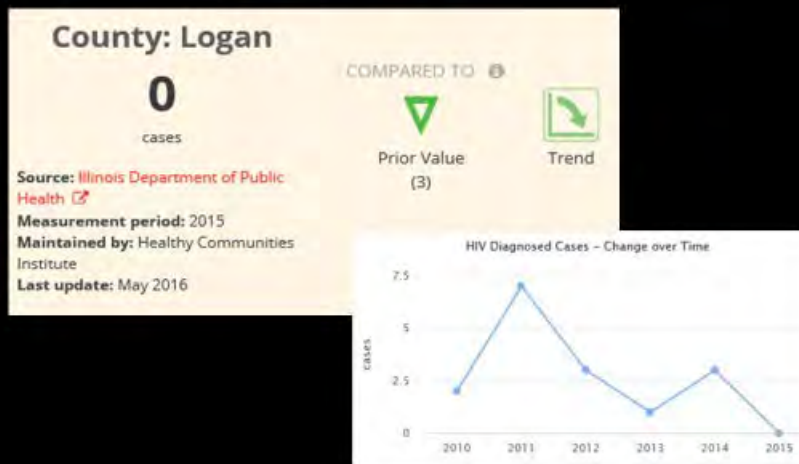 County: Logan
0
cases
Source: Illinois Department of Public
Health
Measurement period: 2015
Maintained by: Healthy Communities
Institute
Last update: May 2016
COMPARED TO
Prior Value
(3)
Trend
HIV Diagnosed Cases – Change over Time
cases
7.5
5
2.5
0
2010 2011 2012 2013 2014 2015